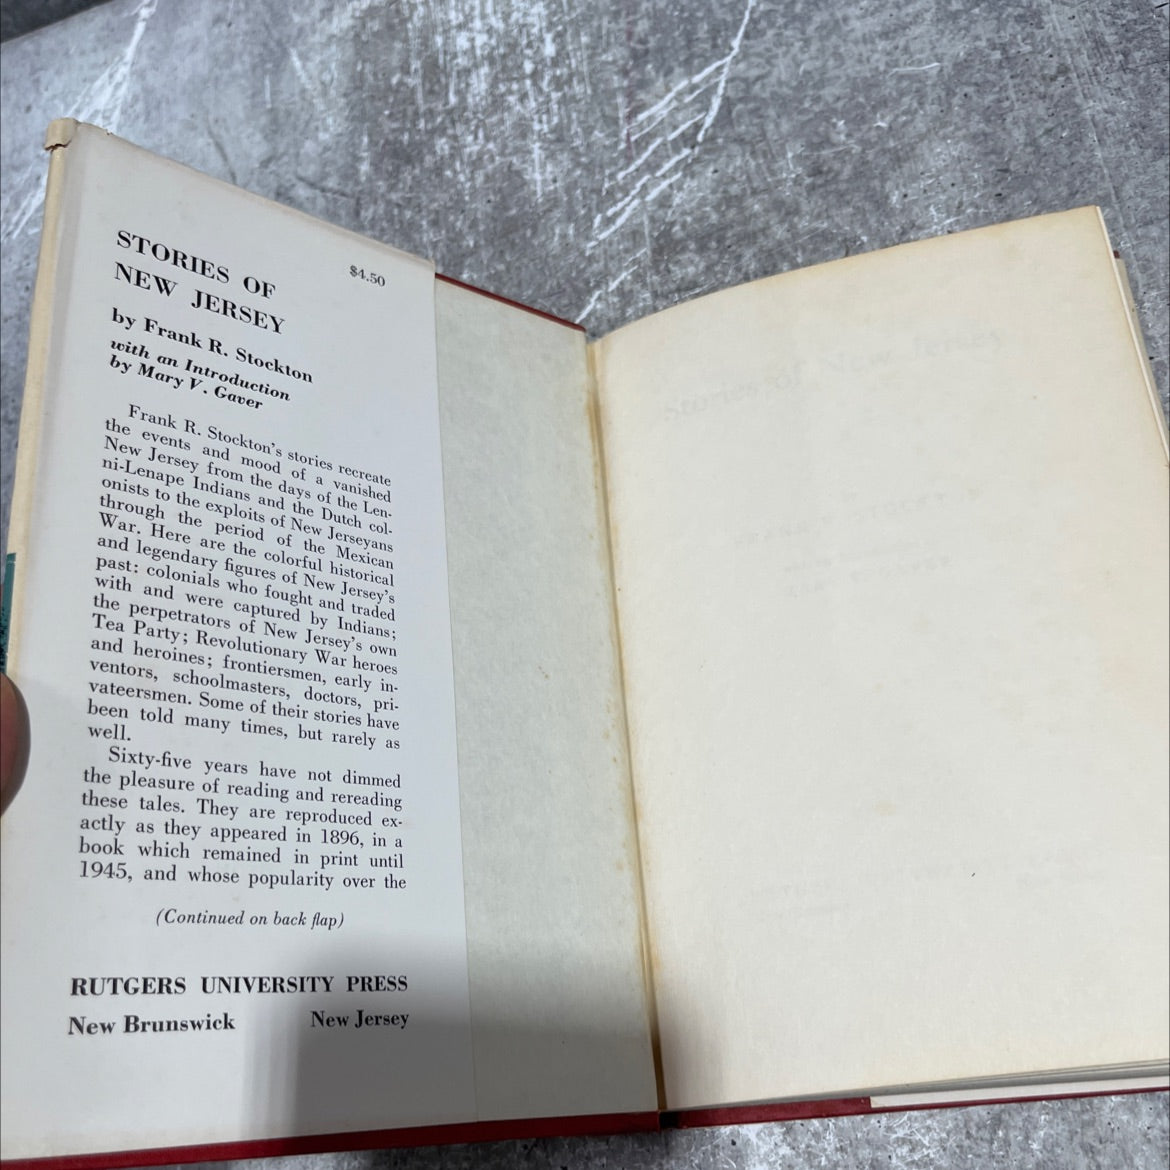 STORIES OF
NEW JERSEY
$4.50
by Frank R. Stockton
with an Introduction
by Mary V. Gaver
Frank R. Stockton's stories recreate
the events and mood of a vanished
New Jersey from the days of the Len-
ni-Lenape Indians and the Dutch col-
onists to the exploits of New Jerseyans
through the period of the Mexican
War. Here are the colorful historical
and legendary figures of New Jersey's
past: colonials who fought and traded
with and were captured by Indians;
the perpetrators of New Jersey's own
Tea Party; Revolutionary War heroes
and heroines; frontiersmen, early in-
ventors, schoolmasters, doctors, pri-
vateersmen. Some of their stories have
been told many times, but rarely as
well.
Sixty-five years have not dimmed
the pleasure of reading and rereading
these tales. They are reproduced ex-
actly as they appeared in 1896, in a
book which remained in print until
1945, and whose popularity over the
(Continued on back flap)
RUTGERS UNIVERSITY PRESS
New Brunswick New Jersey
Stories of New Jersey